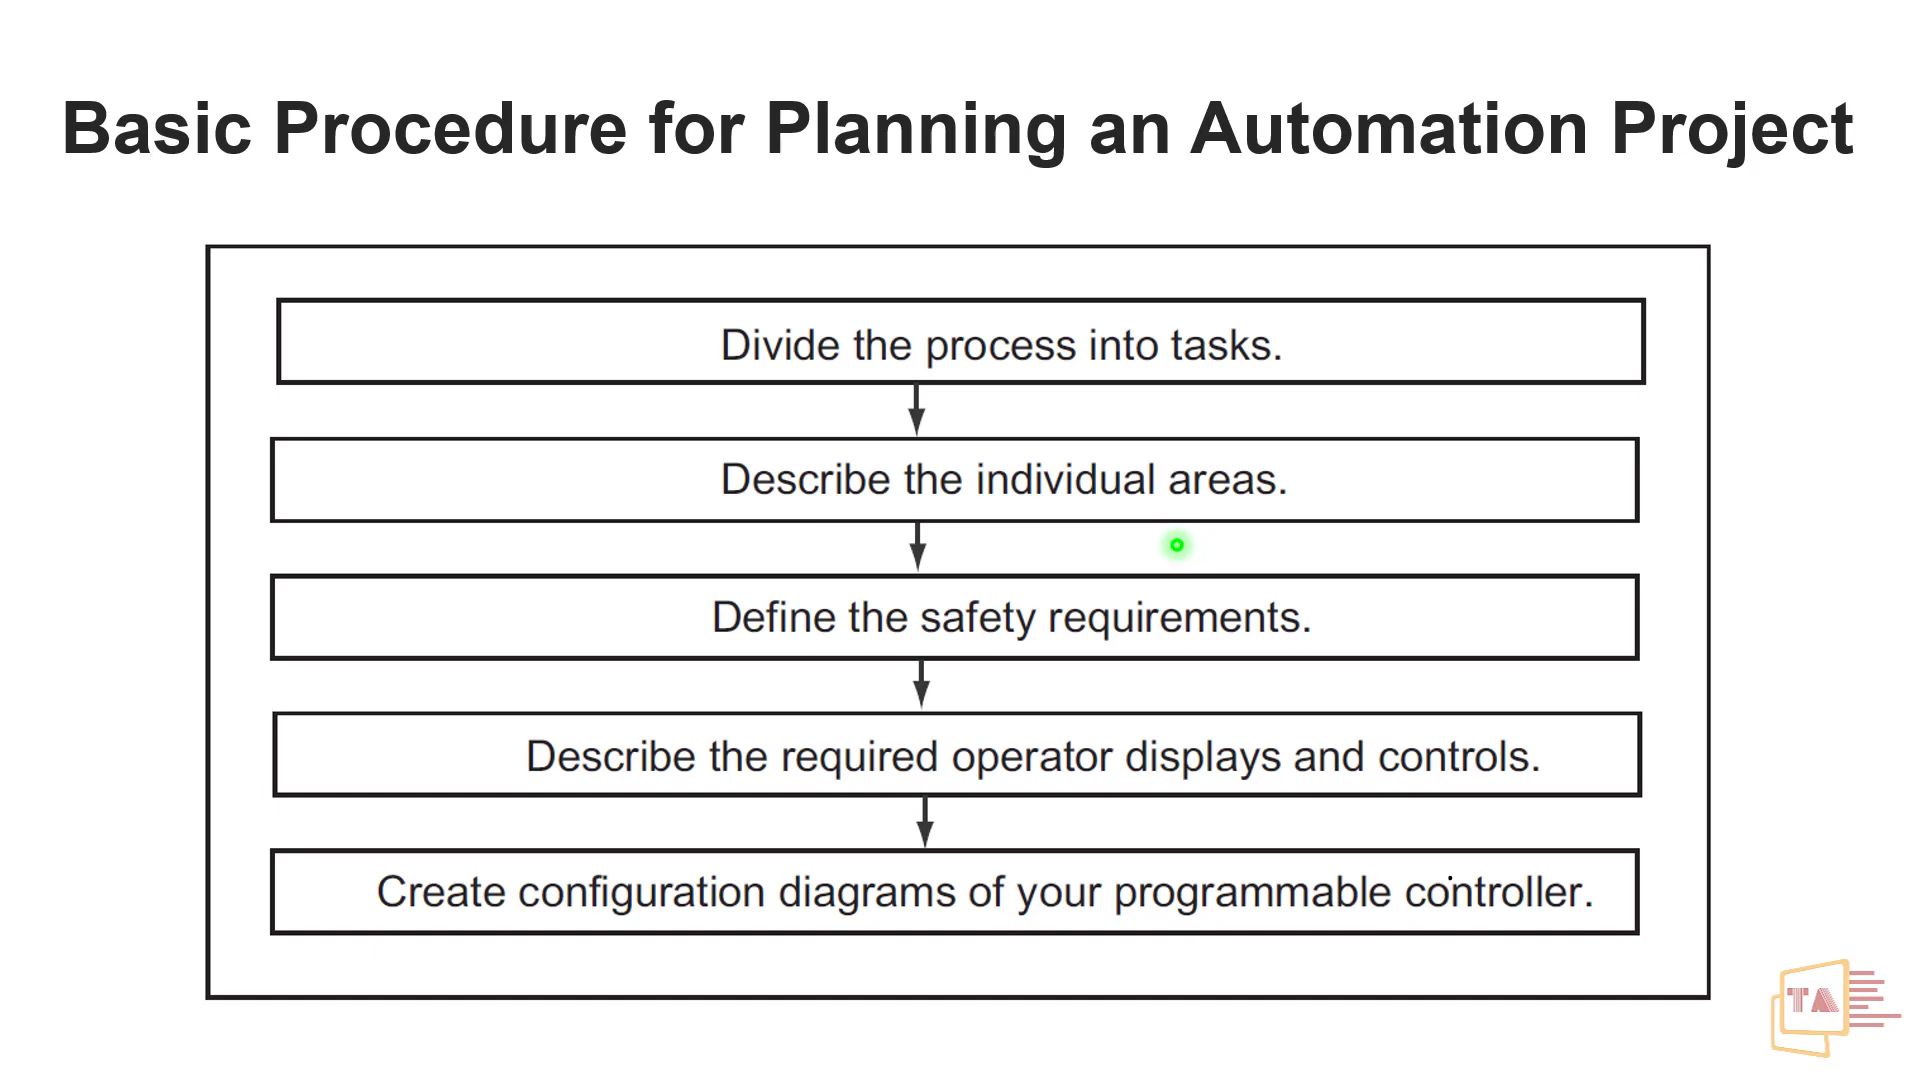 Basic Procedure for Planning an Automation Project
Divide the process into tasks.
Describe the individual areas.
Define the safety requirements.
Describe the required operator displays and controls.
Create configuration diagrams of your programmable controller.
TA